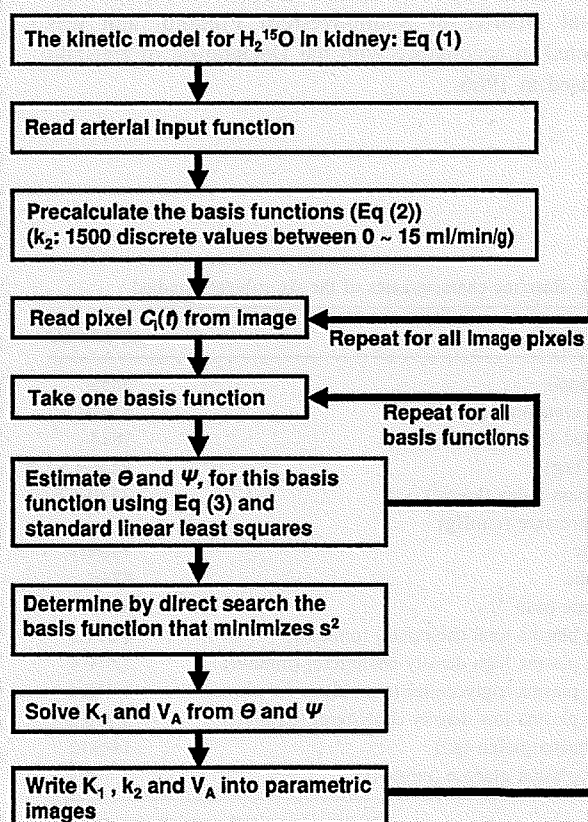 The kinetic model for H₂¹⁵O in kidney: Eq (1)
Read arterial input function
Precalculate the basis functions (Eq (2))
(k₂: 1500 discrete values between 0 ~ 15 ml/min/g)
Read pixel Cᵢ(t) from image
Repeat for all image pixels
Take one basis function
Repeat for all
basis functions
Estimate Θ and Ψ, for this basis
function using Eq (3) and
standard linear least squares
Determine by direct search the
basis function that minimizes s²
Solve K₁ and V_A from Θ and Ψ
Write K₁ , k₂ and V_A into parametric
images